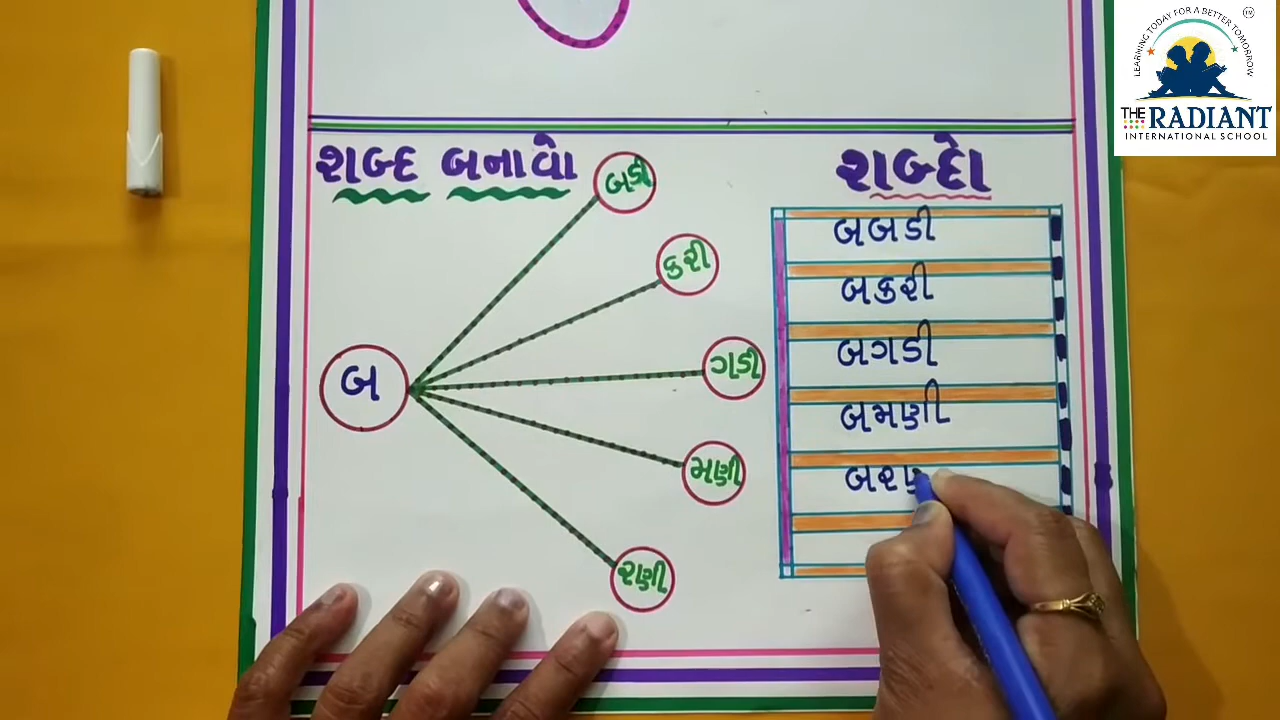 LEARNING TODAY FOR A BETTER TOMORROW
THE RADIANT
INTERNATIONAL SCHOOL
શબ્દ બનાવો
બ
બડી
કરી
ગડી
મણી
રણી
શબ્દો
બબડી
બકરી
બગડી
બમણી
બરણ